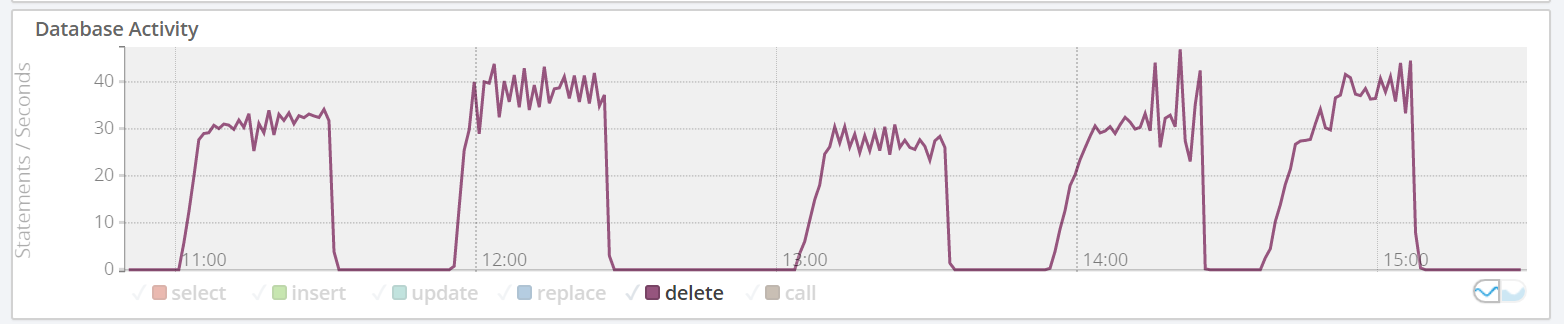 Database Activity
Statements / Seconds
40
30
20
10
0
11:00 12:00 13:00 14:00 15:00
select insert update replace delete call